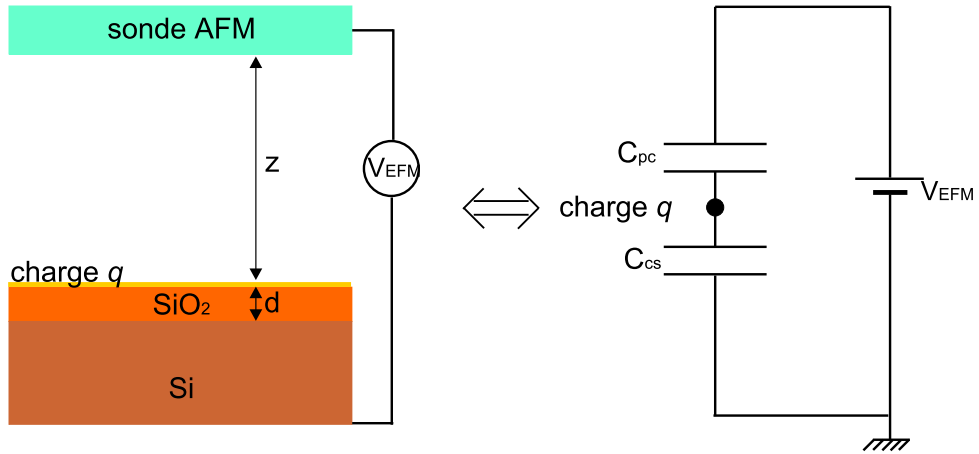 sonde AFM
z
VEFM
charge q
SiO2
d
Si
Cpc
charge q
Ccs
VEFM